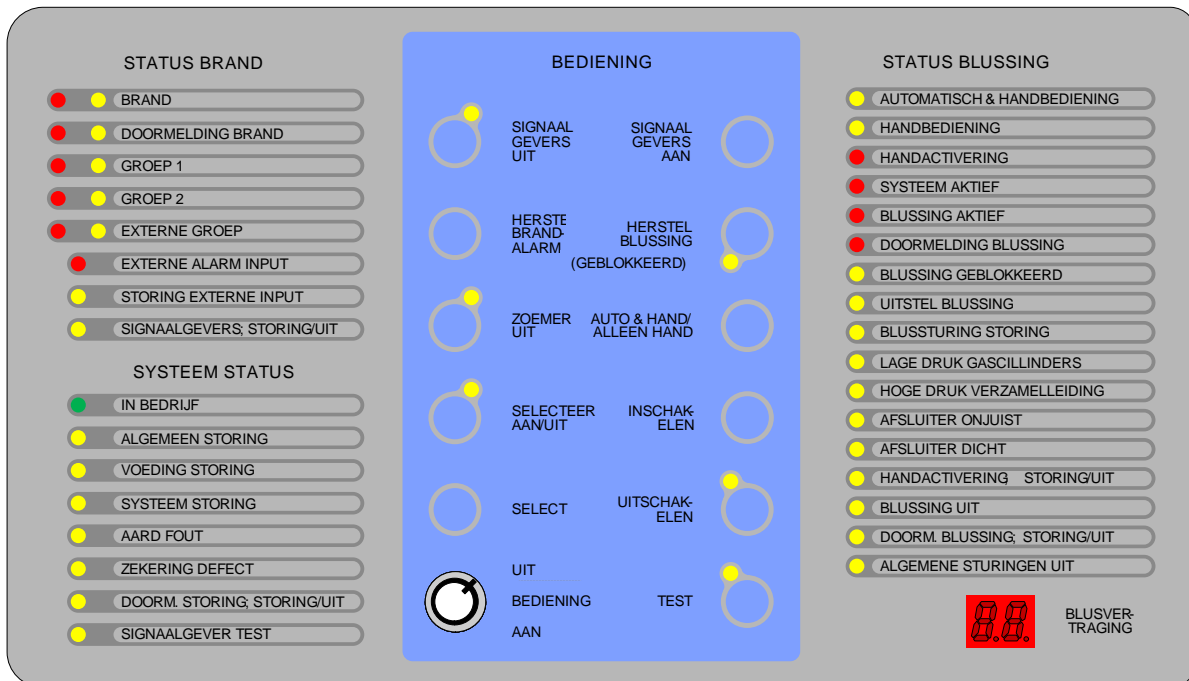 STATUS BRAND
BRAND
DOORMELDING BRAND
GROEP 1
GROEP 2
EXTERNE GROEP
EXTERNE ALARM INPUT
STORING EXTERNE INPUT
SIGNAALGEVERS; STORING/UIT
SYSTEEM STATUS
IN BEDRIJF
ALGEMEEN STORING
VOEDING STORING
SYSTEEM STORING
AARD FOUT
ZEKERING DEFECT
DOORM. STORING; STORING/UIT
SIGNAALGEVER TEST
BEDIENING
SIGNAAL
GEVERS
UIT
SIGNAAL
GEVERS
AAN
HERSTE
BRAND-
ALARM
HERSTEL
BLUSSING
(GEBLOKKEERD)
ZOEMER
UIT
AUTO & HAND/
ALLEEN HAND
SELECTEER
AAN/UIT
INSCHAK-
ELEN
SELECT
UITSCHAK-
ELEN
UIT
BEDIENING
AAN
TEST
STATUS BLUSSING
AUTOMATISCH & HANDBEDIENING
HANDBEDIENING
HANDACTIVERING
SYSTEEM AKTIEF
BLUSSING AKTIEF
DOORMELDING BLUSSING
BLUSSING GEBLOKKEERD
UITSTEL BLUSSING
BLUSSTURING STORING
LAGE DRUK GASCILLINDERS
HOGE DRUK VERZAMELLEIDING
AFSLUITER ONJUIST
AFSLUITER DICHT
HANDACTIVERING; STORING/UIT
BLUSSING UIT
DOORM. BLUSSING; STORING/UIT
ALGEMENE STURINGEN UIT
8.8.
BLUSVER-
TRAGING